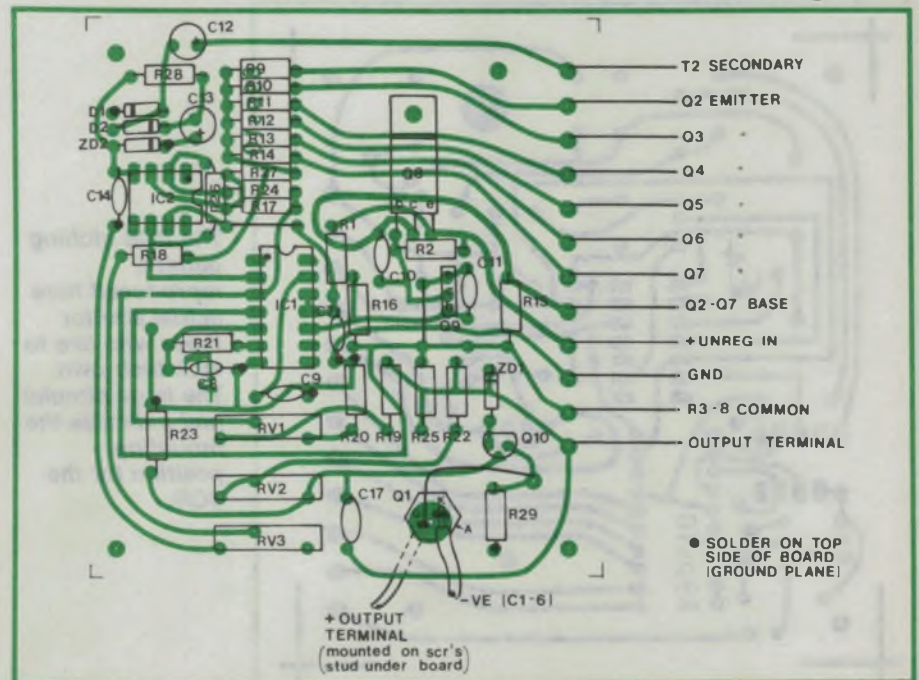 C12
T2 SECONDARY
R28
R9
R10
Q2 EMITTER
D1
C13
R11
Q3 "
D2
R12
ZD2
R13
Q4 "
R14
Q8
C14
IC2
R27
Q5 "
R26
R24
R17
b c e
Q6 "
R1
R2
C11
Q7 "
R18
C10
IC1
R16
R15
Q2-Q7 BASE
Q9
+UNREG IN
R21
ZD1
GND
C9
R3-8 COMMON
R23
RV1
R20
R19
R25
R22
Q10
- OUTPUT TERMINAL
RV2
C17
Q1
K
R29
RV3
A
● SOLDER ON TOP
SIDE OF BOARD
(GROUND PLANE)
-VE (C1-6)
+ OUTPUT
TERMINAL
(mounted on scr's
stud under board)